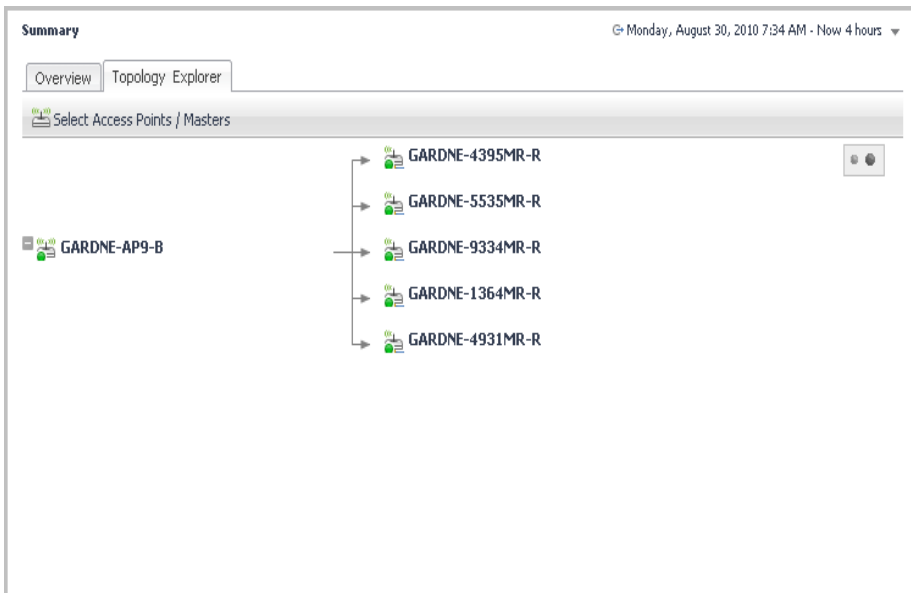 Summary
Monday, August 30, 2010 7:34 AM - Now 4 hours
Overview
Topology Explorer
Select Access Points / Masters
GARDNE-4395MR-R
GARDNE-5535MR-R
GARDNE-AP9-B
GARDNE-9334MR-R
GARDNE-1364MR-R
GARDNE-4931MR-R